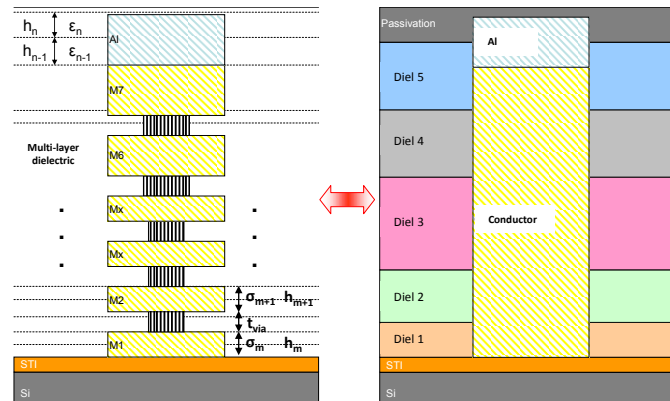 hn εn
hn-1 εn-1
Al
M7
Multi-layer
dielectric
M6
Mx
Mx
M2
σm+1 hm+1
tvia
M1
σm hm
STI
Si
Passivation
Al
Diel 5
Diel 4
Diel 3
Conductor
Diel 2
Diel 1
STI
Si